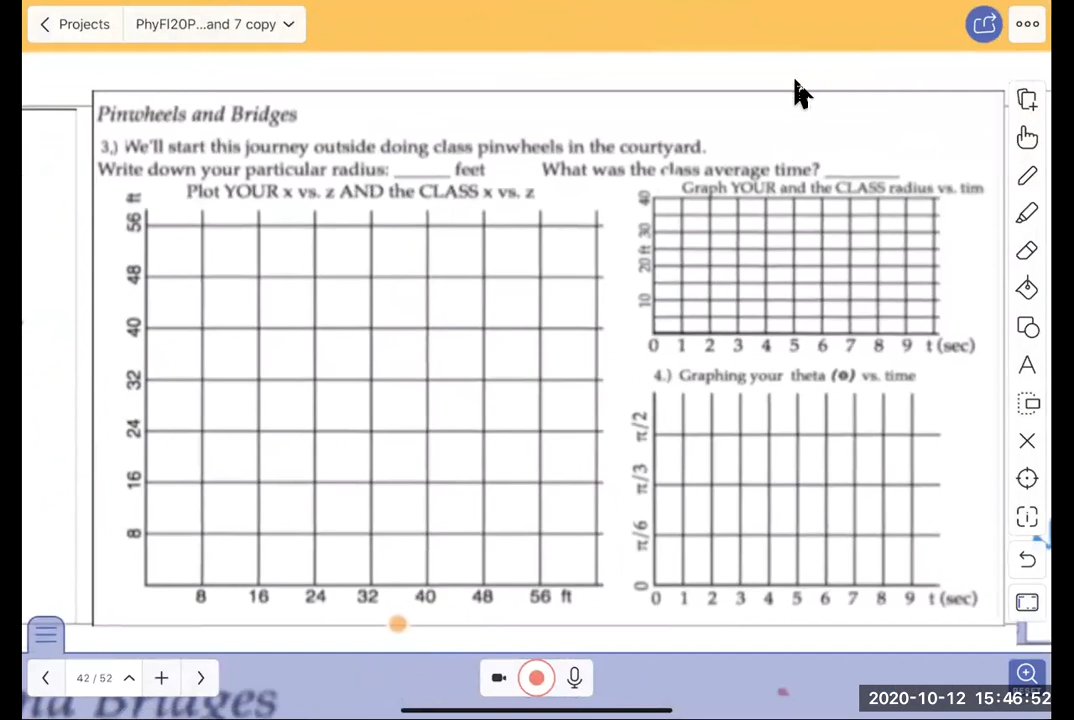 Projects
PhyFl20P...and 7 copy
Pinwheels and Bridges
3.) We'll start this journey outside doing class pinwheels in the courtyard.
Write down your particular radius: ______ feet What was the class average time? ________
Plot YOUR x vs. z AND the CLASS x vs. z
Graph YOUR and the CLASS radius vs. tim
ft
56
48
40
32
24
16
8
8 16 24 32 40 48 56 ft
40
30
20 ft
10
0 1 2 3 4 5 6 7 8 9 t (sec)
4.) Graphing your theta (θ) vs. time
π/2
π/3
π/6
0
0 1 2 3 4 5 6 7 8 9 t (sec)
42 / 52
Bridges
2020-10-12 15:46:52